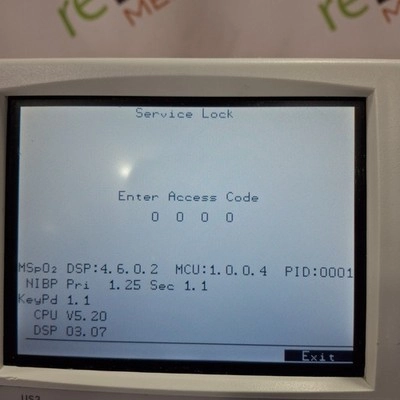 Service Lock
Enter Access Code
0 0 0 0
MSpO₂ DSP:4.6.0.2 MCU:1.0.0.4 PID:0001
NIBP Pri 1.25 Sec 1.1
KeyPd 1.1
CPU V5.20
DSP 03.07
Exit